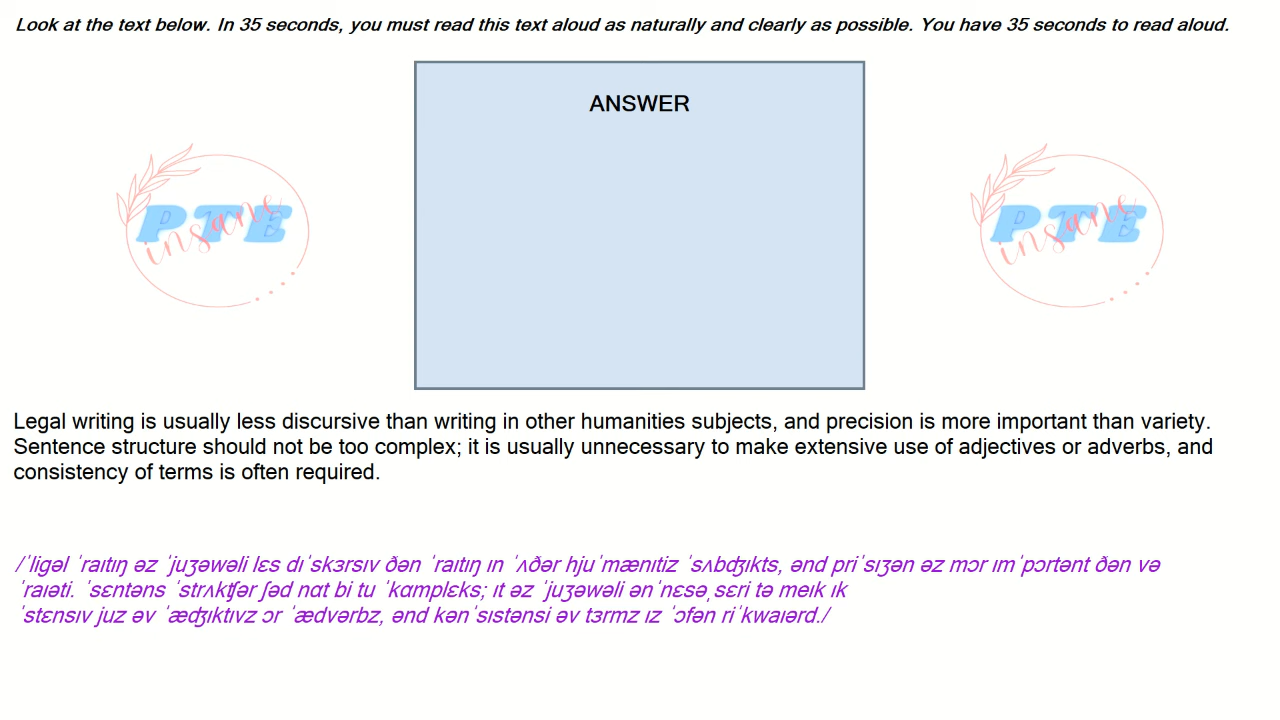 Look at the text below. In 35 seconds, you must read this text aloud as naturally and clearly as possible. You have 35 seconds to read aloud.
ANSWER
PTE
insane
PTE
insane
Legal writing is usually less discursive than writing in other humanities subjects, and precision is more important than variety.
Sentence structure should not be too complex; it is usually unnecessary to make extensive use of adjectives or adverbs, and
consistency of terms is often required.
/ˈligəl ˈraɪtɪŋ əz ˈjuʒəwəli lɛs dɪˈskɜrsɪv ðən ˈraɪtɪŋ ɪn ˈʌðər hjuˈmænɪtiz ˈsʌbʤɪkts, ənd priˈsɪʒən əz mɔr ɪmˈpɔrtənt ðən və
ˈraɪəti. ˈsɛntəns ˈstrʌkʧər ʃəd nɑt bi tu ˈkɑmplɛks; ɪt əz ˈjuʒəwəli ənˈnɛsəˌsɛri tə meɪk ɪk
ˈstɛnsɪv juz əv ˈæʤɪktɪvz ɔr ˈædvərbz, ənd kənˈsɪstənsi əv tɜrmz ɪz ˈɔfən riˈkwaɪərd./